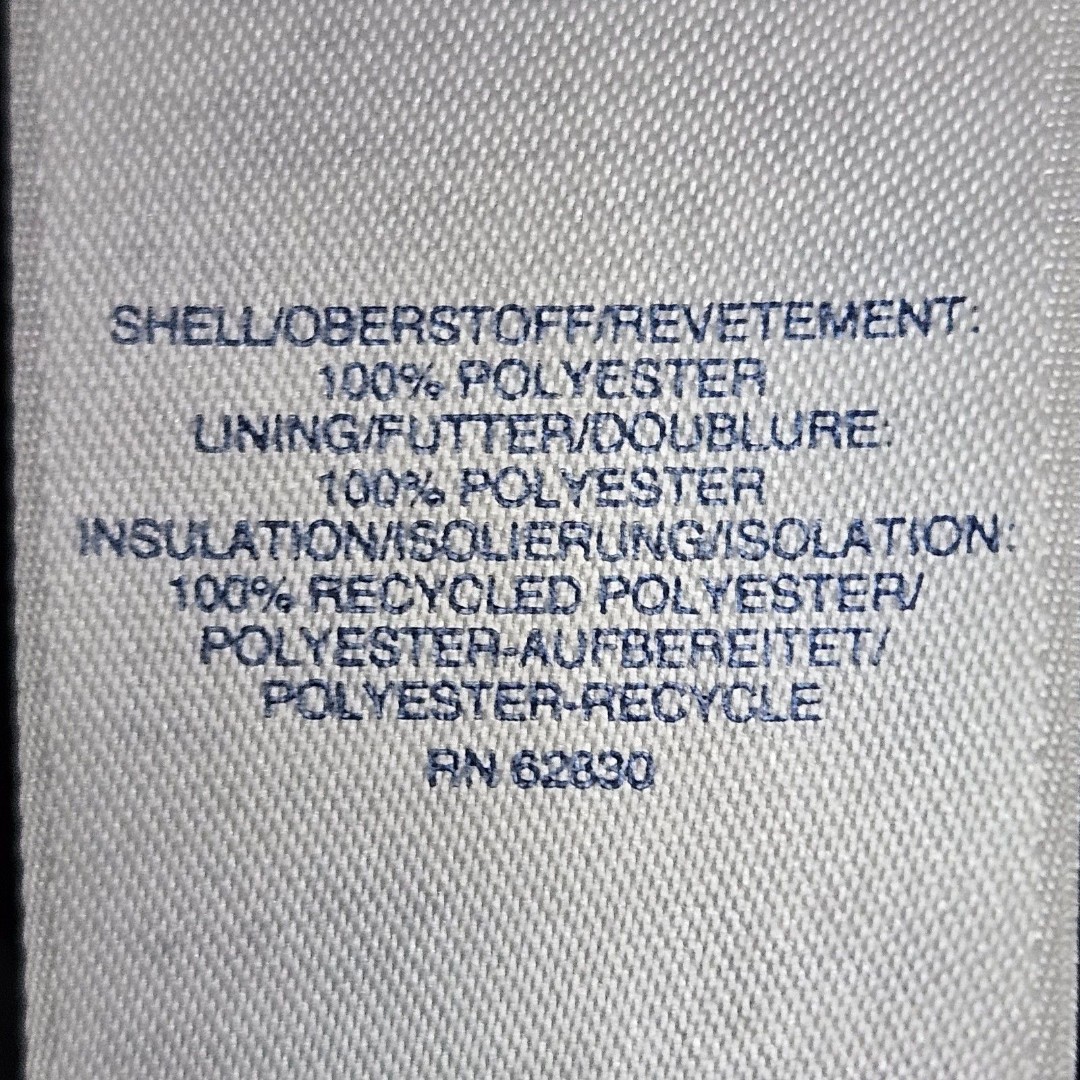 SHELL/OBERSTOFF/REVETEMENT:
100% POLYESTER
LINING/FUTTER/DOUBLURE:
100% POLYESTER
INSULATION/ISOLIERUNG/ISOLATION:
100% RECYCLED POLYESTER/
POLYESTER-AUFBEREITET/
POLYESTER-RECYCLE
RN 62830